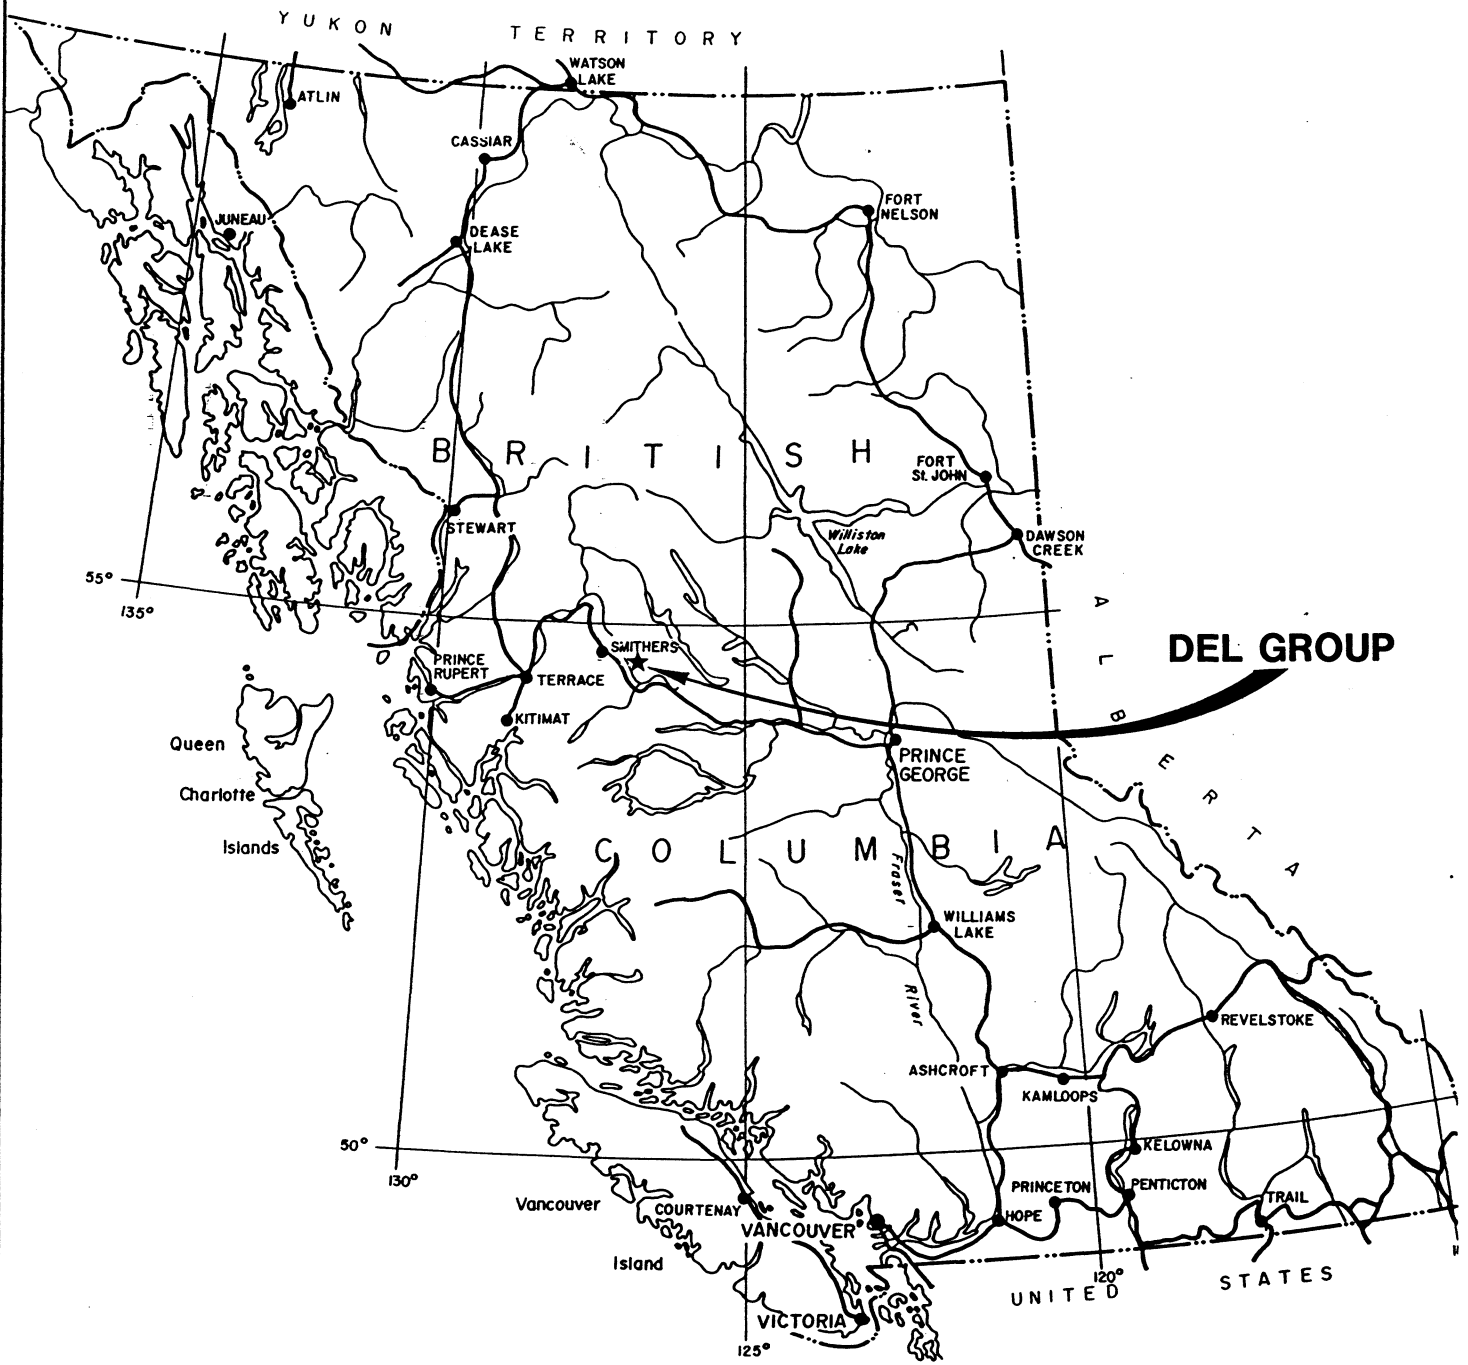 YUKON TERRITORY
WATSON
LAKE
ATLIN
CASSIAR
FORT
NELSON
JUNEAU
DEASE
LAKE
BRITISH
FORT
St. JOHN
STEWART
Williston
Lake
DAWSON
CREEK
55°
135°
ALBERTA
DEL GROUP
SMITHERS
PRINCE
RUPERT
TERRACE
KITIMAT
Queen
Charlotte
Islands
PRINCE
GEORGE
COLUMBIA
Fraser
River
WILLIAMS
LAKE
REVELSTOKE
ASHCROFT
KAMLOOPS
50°
130°
KELOWNA
PRINCETON
PENTICTON
TRAIL
HOPE
Vancouver
Island
COURTENAY
VANCOUVER
VICTORIA
125°
120°
UNITED STATES